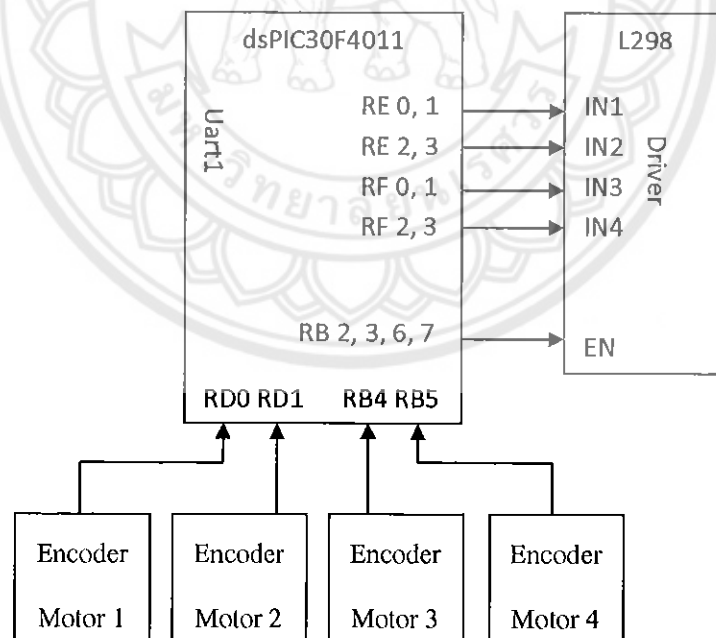 dsPIC30F4011
L298
Uart1
RE 0, 1
RE 2, 3
RF 0, 1
RF 2, 3
RB 2, 3, 6, 7
IN1
IN2
IN3
IN4
EN
Driver
RD0 RD1 RB4 RB5
Encoder
Motor 1
Encoder
Motor 2
Encoder
Motor 3
Encoder
Motor 4